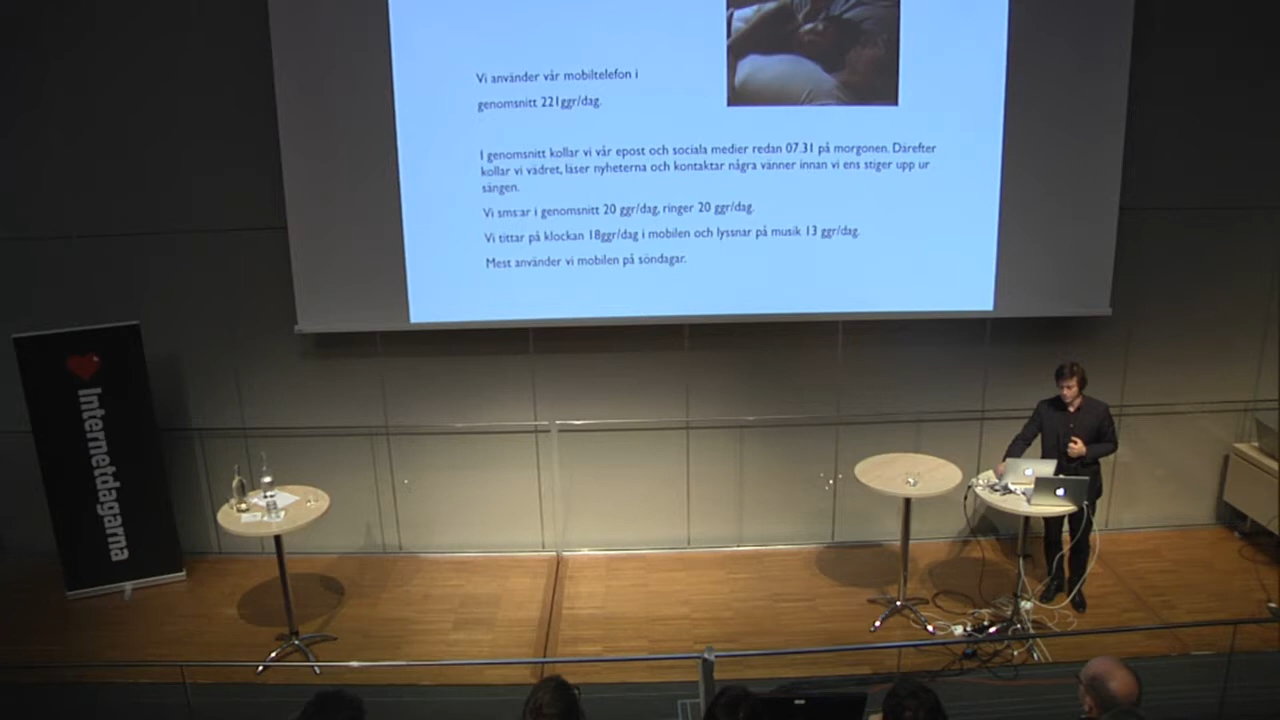 Vi använder vår mobiltelefon i
genomsnitt 221ggr/dag.
I genomsnitt kollar vi vår epost och sociala medier redan 07.31 på morgonen. Därefter
kollar vi vädret, läser nyheterna och kontaktar några vänner innan vi ens stiger upp ur
sängen.
Vi sms:ar i genomsnitt 20 ggr/dag, ringer 20 ggr/dag.
Vi tittar på klockan 18ggr/dag i mobilen och lyssnar på musik 13 ggr/dag.
Mest använder vi mobilen på söndagar.
Internetdagarna